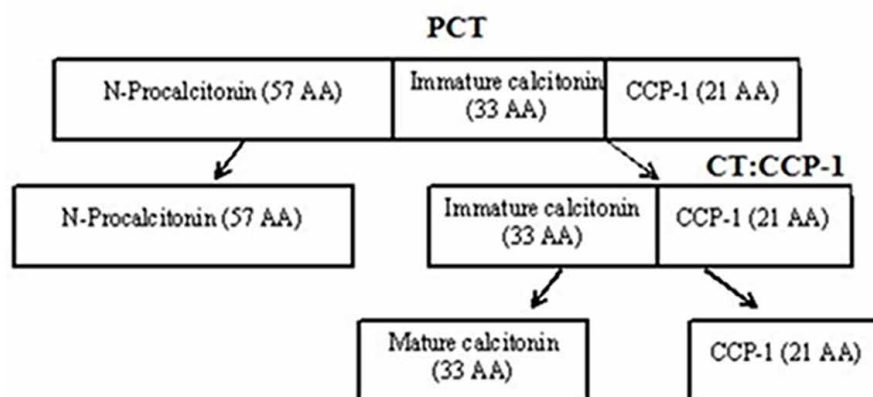 PCT
N-Procalcitonin (57 AA)
Immature calcitonin
(33 AA)
CCP-1 (21 AA)
CT:CCP-1
N-Procalcitonin (57 AA)
Immature calcitonin
(33 AA)
CCP-1 (21 AA)
Mature calcitonin
(33 AA)
CCP-1 (21 AA)